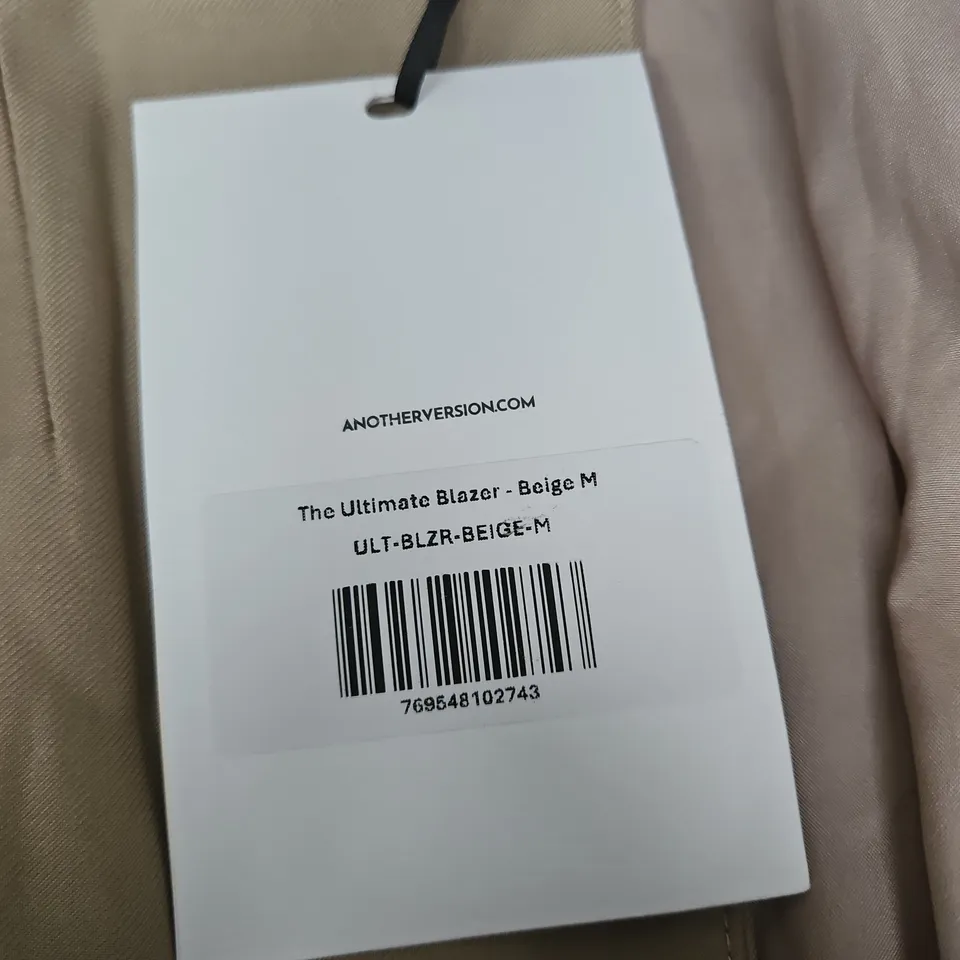 ANOTHERVERSION.COM
The Ultimate Blazer - Beige M
ULT-BLZR-BEIGE-M
769548102743